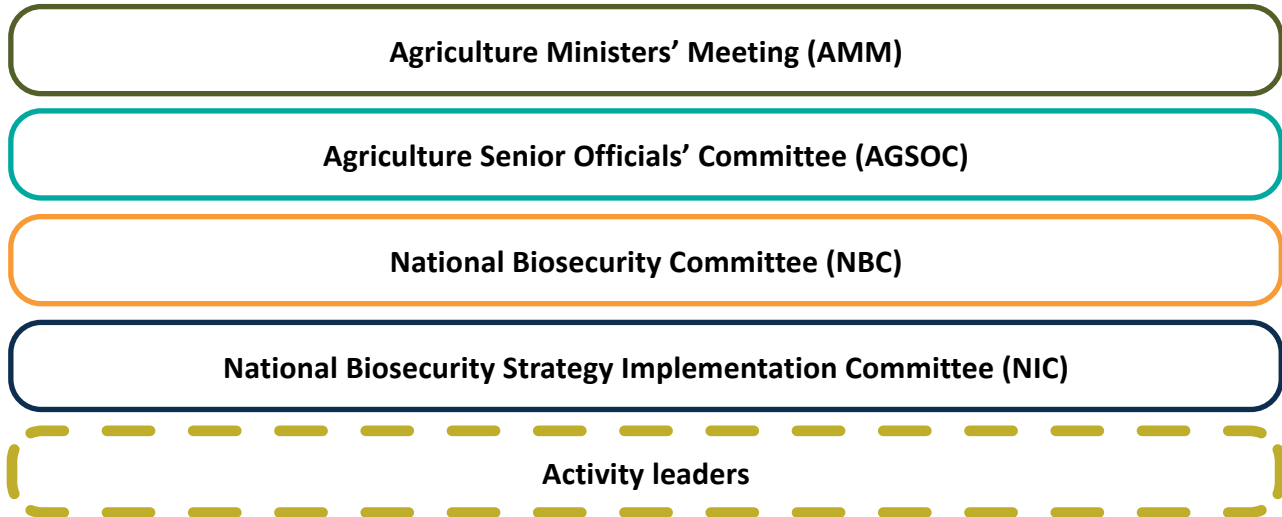 Agriculture Ministers’ Meeting (AMM)
Agriculture Senior Officials’ Committee (AGSOC)
National Biosecurity Committee (NBC)
National Biosecurity Strategy Implementation Committee (NIC)
Activity leaders